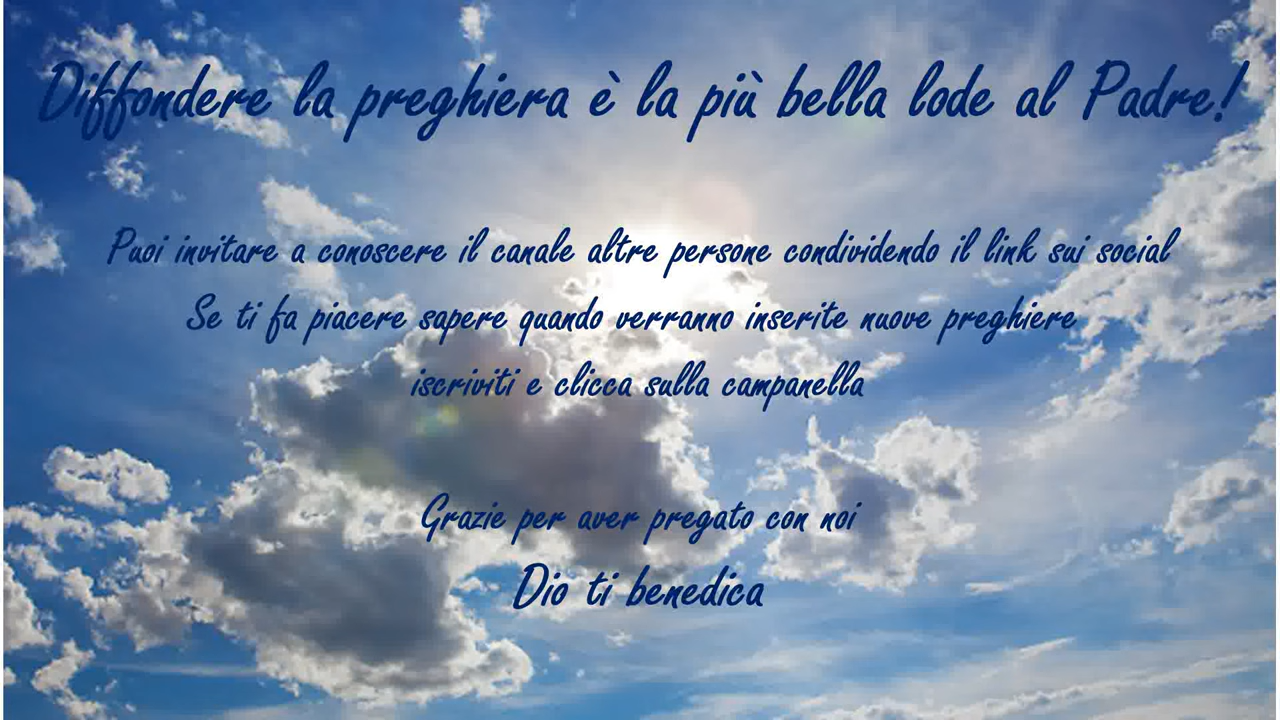 Diffondere la preghiera è la più bella lode al Padre!
Puoi invitare a conoscere il canale altre persone condividendo il link sui social
Se ti fa piacere sapere quando verranno inserite nuove preghiere
iscriviti e clicca sulla campanella
Grazie per aver pregato con noi
Dio ti benedica